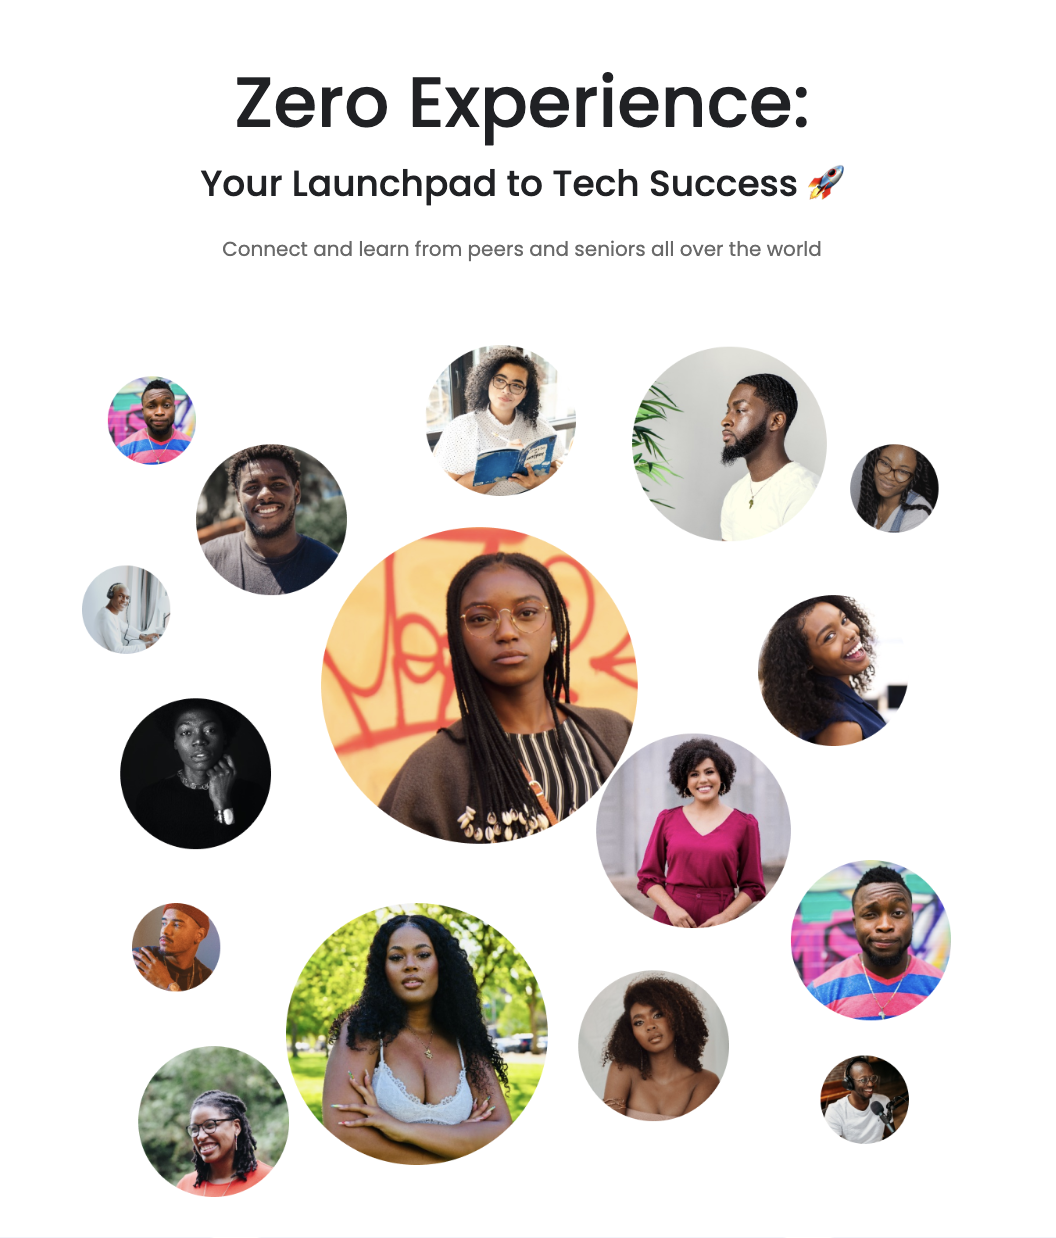 Zero Experience:
Your Launchpad to Tech Success 🚀
Connect and learn from peers and seniors all over the world